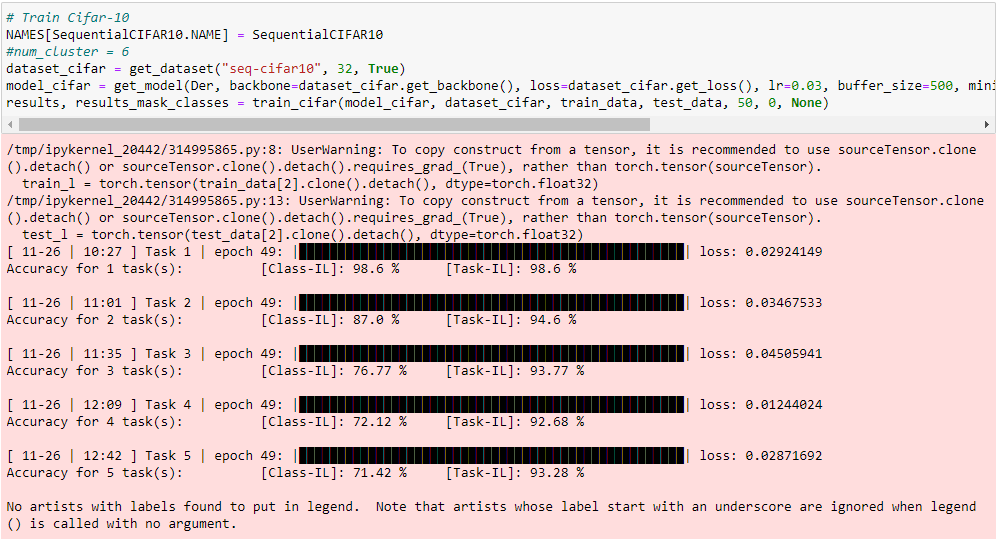 # Train Cifar-10
NAMES[SequentialCIFAR10.NAME] = SequentialCIFAR10
#num_cluster = 6
dataset_cifar = get_dataset("seq-cifar10", 32, True)
model_cifar = get_model(Der, backbone=dataset_cifar.get_backbone(), loss=dataset_cifar.get_loss(), lr=0.03, buffer_size=500, mini
results, results_mask_classes = train_cifar(model_cifar, dataset_cifar, train_data, test_data, 50, 0, None)
/tmp/ipykernel_20442/314995865.py:8: UserWarning: To copy construct from a tensor, it is recommended to use sourceTensor.clone
().detach() or sourceTensor.clone().detach().requires_grad_(True), rather than torch.tensor(sourceTensor).
train_l = torch.tensor(train_data[2].clone().detach(), dtype=torch.float32)
/tmp/ipykernel_20442/314995865.py:13: UserWarning: To copy construct from a tensor, it is recommended to use sourceTensor.clone
().detach() or sourceTensor.clone().detach().requires_grad_(True), rather than torch.tensor(sourceTensor).
test_l = torch.tensor(test_data[2].clone().detach(), dtype=torch.float32)
[ 11-26 | 10:27 ] Task 1 | epoch 49: | | loss: 0.02924149
Accuracy for 1 task(s): [Class-IL]: 98.6 % [Task-IL]: 98.6 %
[ 11-26 | 11:01 ] Task 2 | epoch 49: | | loss: 0.03467533
Accuracy for 2 task(s): [Class-IL]: 87.0 % [Task-IL]: 94.6 %
[ 11-26 | 11:35 ] Task 3 | epoch 49: | | loss: 0.04505941
Accuracy for 3 task(s): [Class-IL]: 76.77 % [Task-IL]: 93.77 %
[ 11-26 | 12:09 ] Task 4 | epoch 49: | | loss: 0.01244024
Accuracy for 4 task(s): [Class-IL]: 72.12 % [Task-IL]: 92.68 %
[ 11-26 | 12:42 ] Task 5 | epoch 49: | | loss: 0.02871692
Accuracy for 5 task(s): [Class-IL]: 71.42 % [Task-IL]: 93.28 %
No artists with labels found to put in legend.  Note that artists whose label start with an underscore are ignored when legend
() is called with no argument.